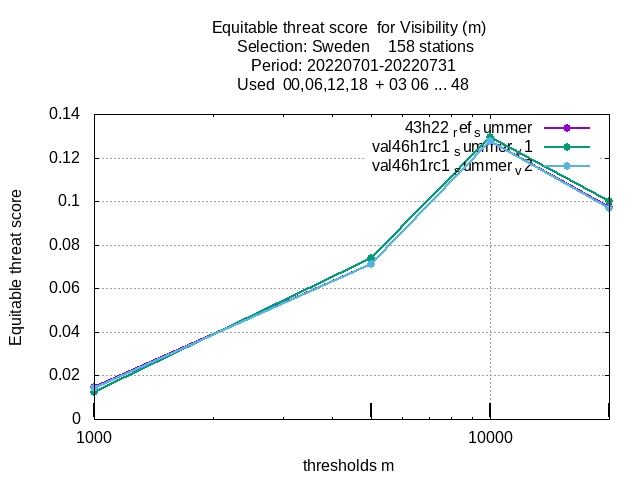 Equitable threat score for Visibility (m)
Selection: Sweden 158 stations
Period: 20220701-20220731
Used 00,06,12,18 + 03 06 ... 48
0.14
0.12
0.1
0.08
0.06
0.04
0.02
0
Equitable threat score
43h22 ref summer
val46h1rc1 summer v1
val46h1rc1 summer v2
1000
10000
thresholds m